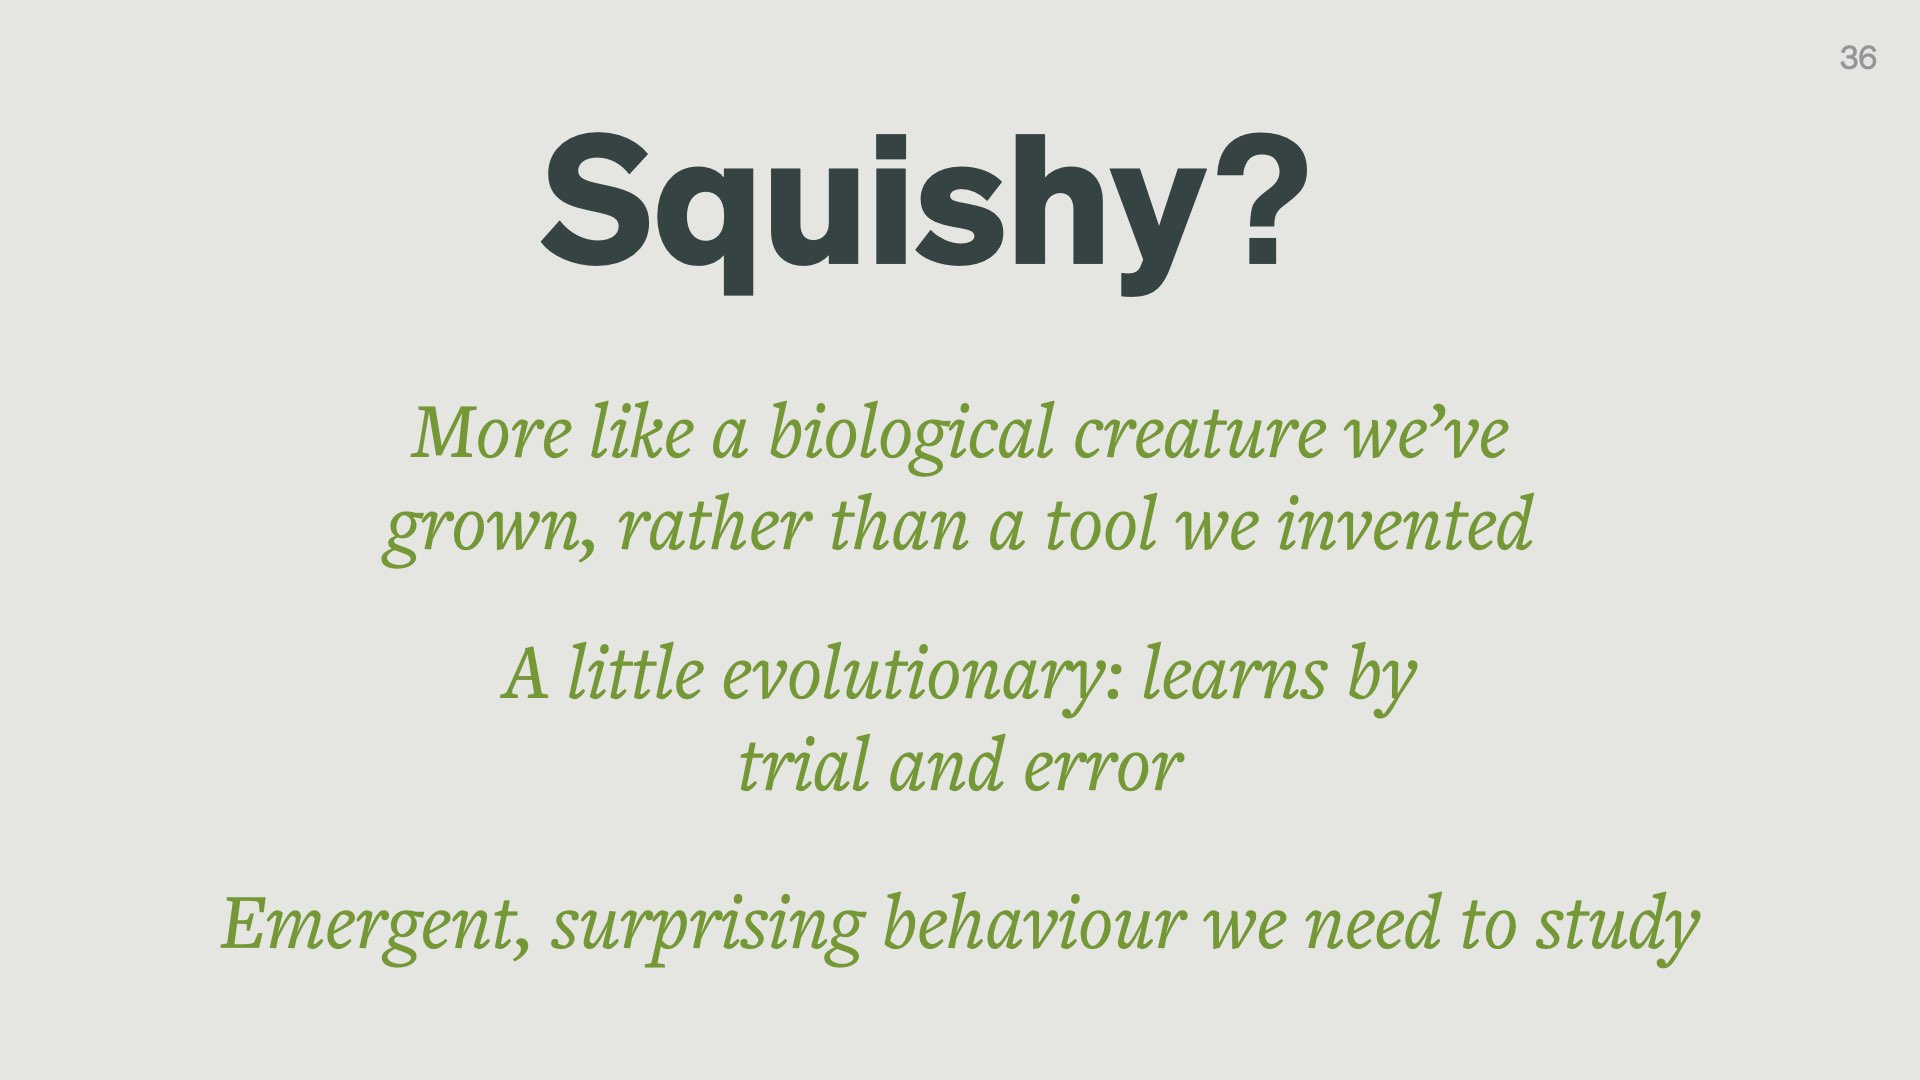 36
Squishy?
More like a biological creature we’ve
grown, rather than a tool we invented
A little evolutionary: learns by
trial and error
Emergent, surprising behaviour we need to study